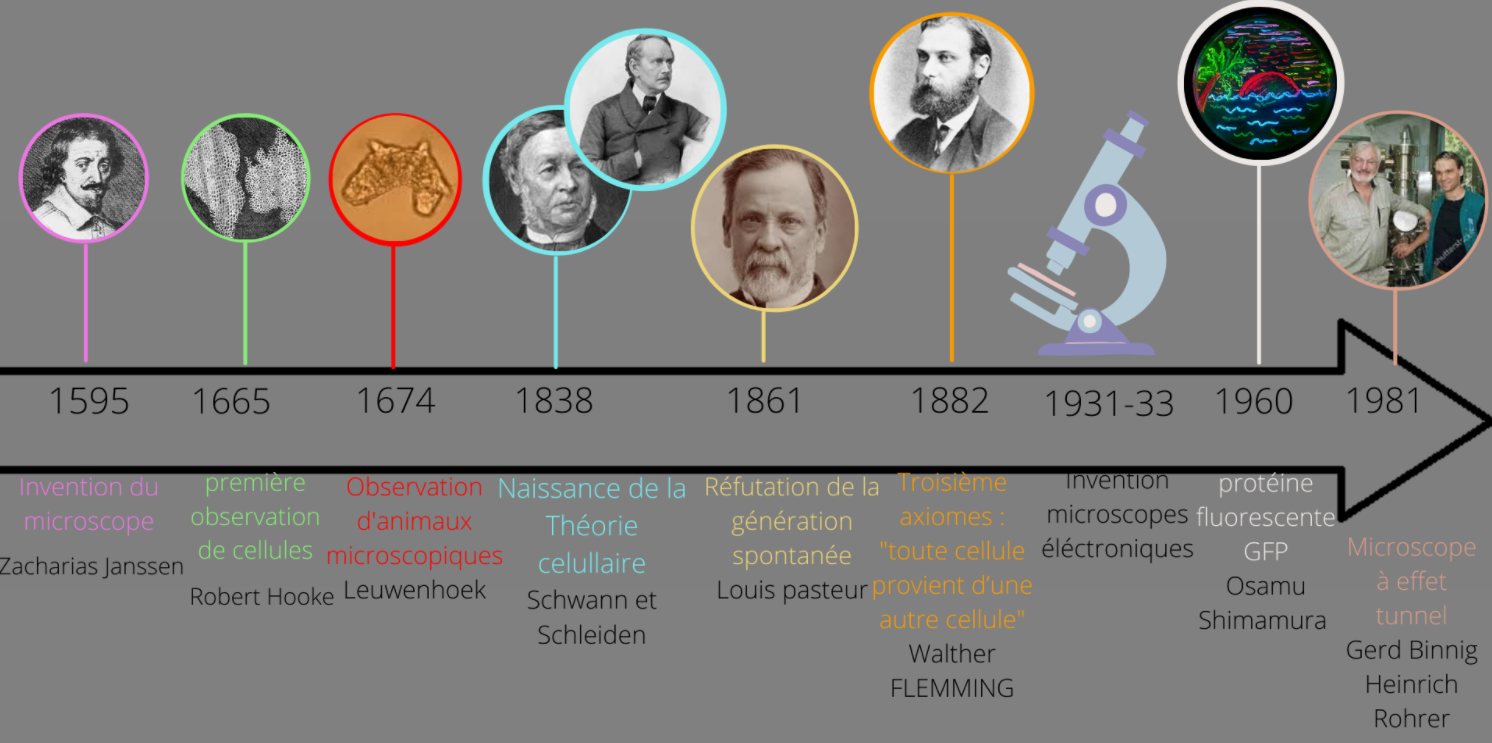 1595
1665
1674
1838
1861
1882
1931-33
1960
1981
Invention du
microscope
Zacharias Janssen
première
observation
de cellules
Robert Hooke
Observation
d'animaux
microscopiques
Leuwenhoek
Naissance de la
Théorie
celullaire
Schwann et
Schleiden
Réfutation de la
génération
spontanée
Louis pasteur
Troisième
axiomes :
"toute cellule
provient d’une
autre cellule"
Walther
FLEMMING
Invention
microscopes
éléctroniques
protéine
fluorescente
GFP
Osamu
Shimamura
Microscope
à effet
tunnel
Gerd Binnig
Heinrich
Rohrer